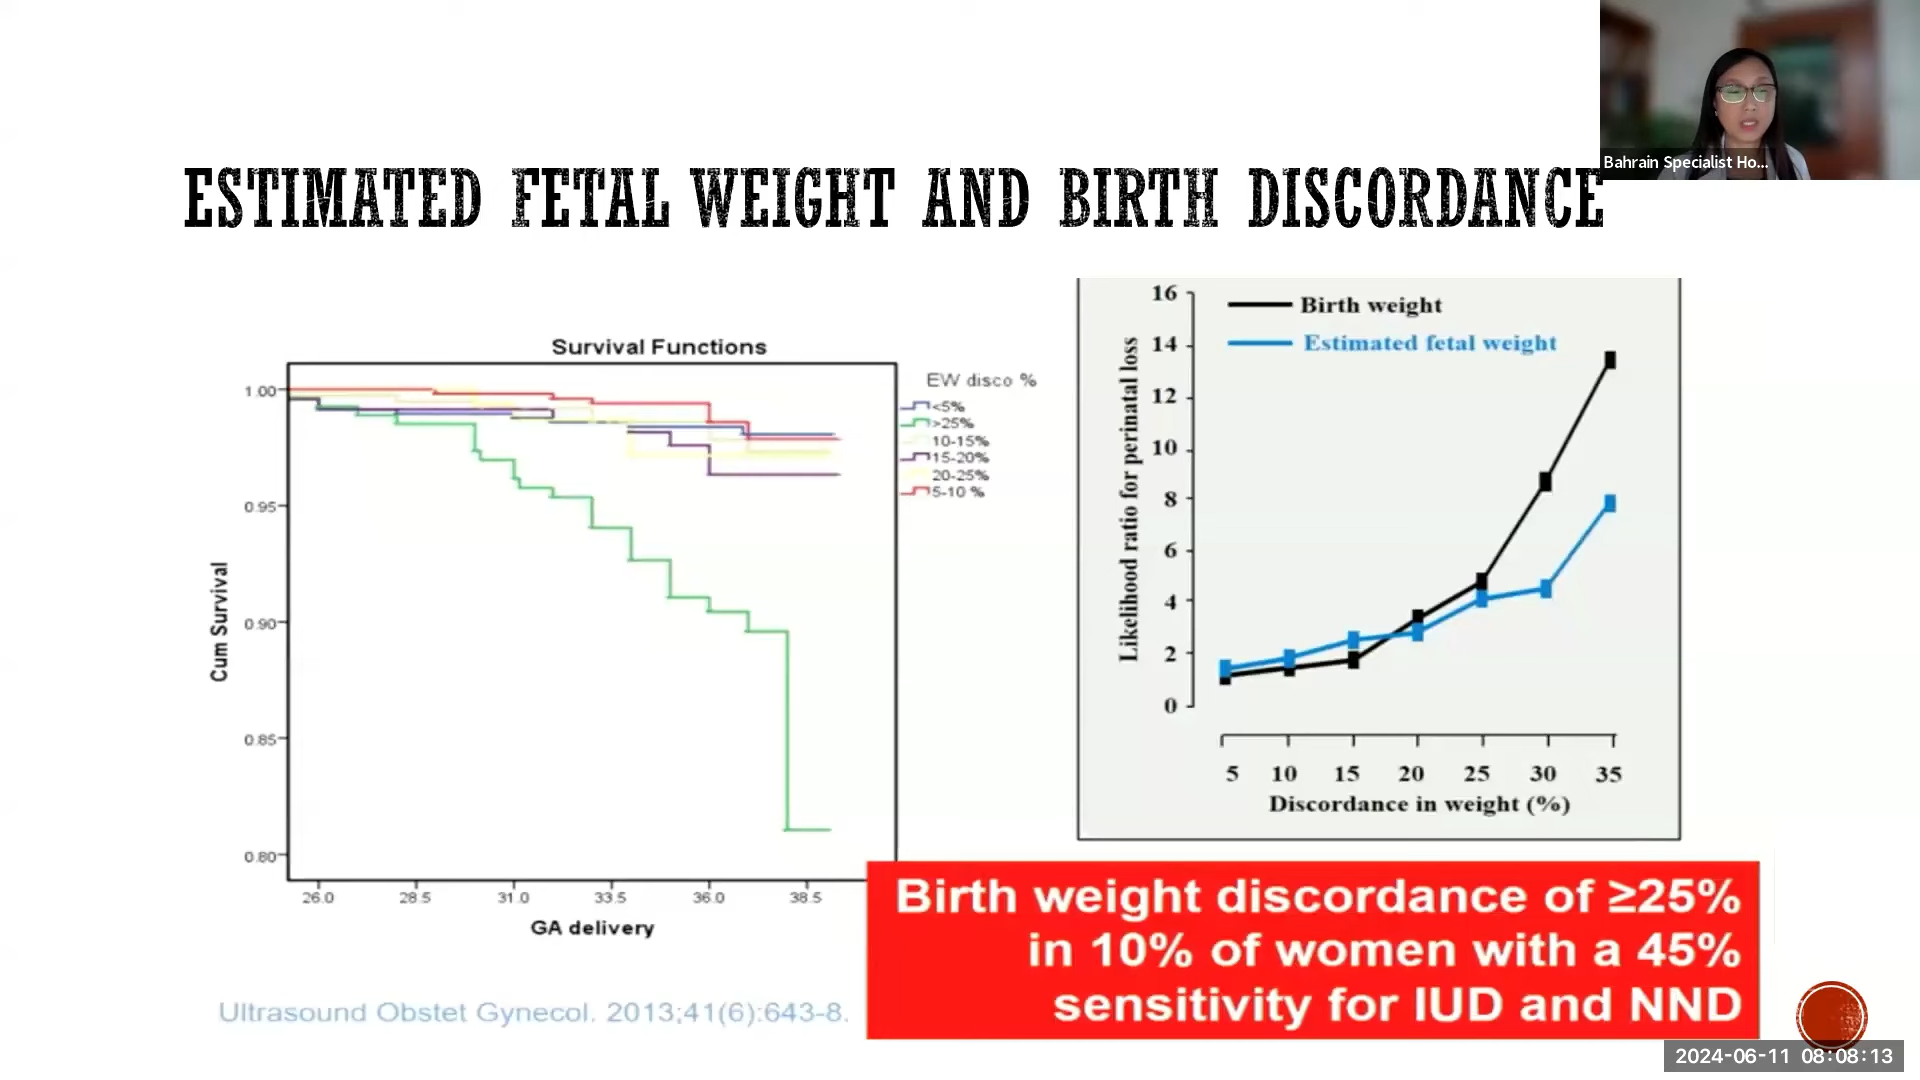 Bahrain Specialist Ho...
ESTIMATED FETAL WEIGHT AND BIRTH DISCORDANCE
Survival Functions
1.00
0.95
0.90
0.85
0.80
Cum Survival
26.0 28.5 31.0 33.5 36.0 38.5
GA delivery
EW disco %
<5%
>25%
10-15%
15-20%
20-25%
5-10 %
Birth weight
Estimated fetal weight
16
14
12
10
8
6
4
2
0
Likelihood ratio for perinatal loss
5 10 15 20 25 30 35
Discordance in weight (%)
Birth weight discordance of ≥25%
in 10% of women with a 45%
sensitivity for IUD and NND
Ultrasound Obstet Gynecol. 2013;41(6):643-8.
2024-06-11 08:08:13